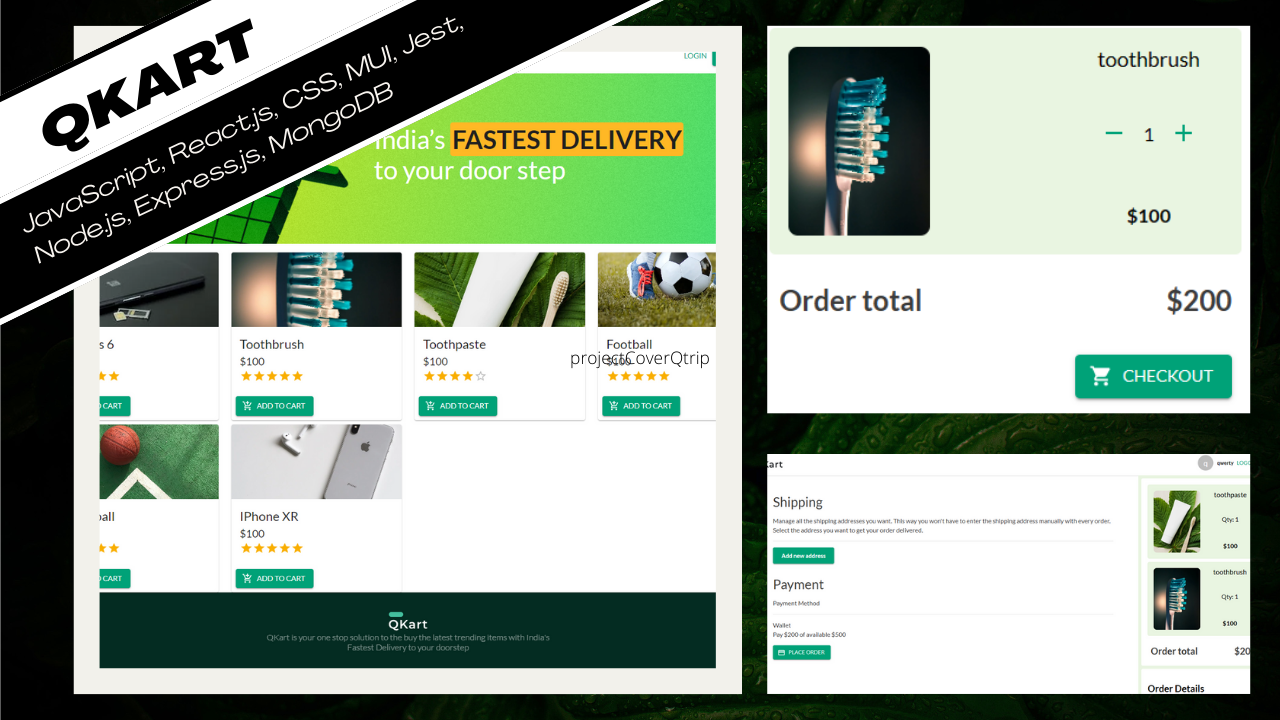 QKART
JavaScript, React.js, CSS, MUI, Jest,
Node.js, Express.js, MongoDB
LOGIN
India's FASTEST DELIVERY
to your door step
s 6
CART
Toothbrush
$100
ADD TO CART
Toothpaste
$100
ADD TO CART
Football
$100
ADD TO CART
projectCoverQtrip
ball
CART
IPhone XR
$100
ADD TO CART
QKart
QKart is your one stop solution to the buy the latest trending items with India's
Fastest Delivery to your doorstep
toothbrush
1
$100
Order total $200
CHECKOUT
Kart
Q qwerty LOGO
Shipping
Manage all the shipping addresses you want. This way you won't have to enter the shipping address manually with every order.
Select the address you want to get your order delivered.
Add new address
Payment
Payment Method
Wallet
Pay $200 of available $500
PLACE ORDER
toothpaste
Qty: 1
$100
toothbrush
Qty: 1
$100
Order total $20
Order Details